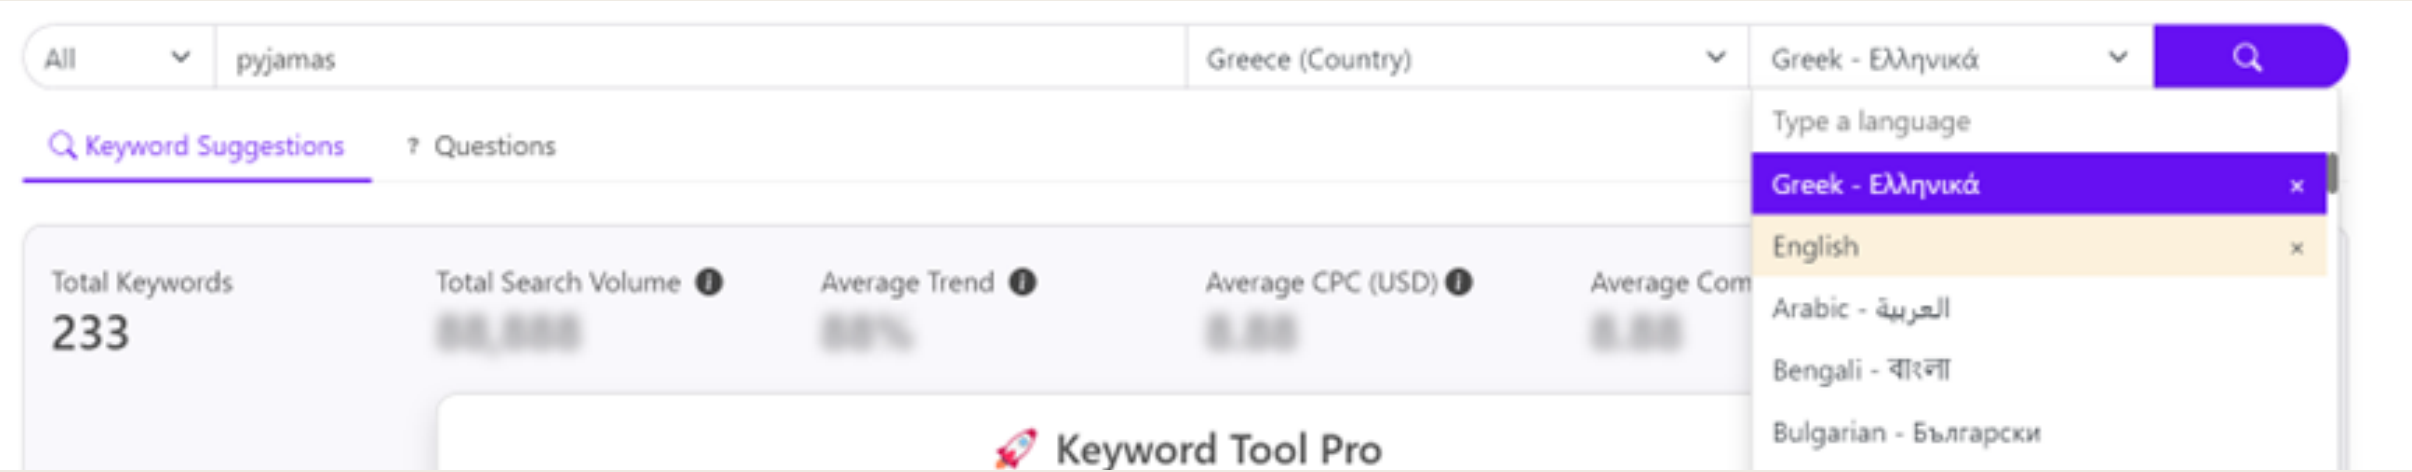 All
pyjamas
Greece (Country)
Greek - Ελληνικά
Type a language
Greek - Ελληνικά ×
English ×
Arabic - العربية
Bengali - বাংলা
Bulgarian - Български
Keyword Suggestions
? Questions
Total Keywords
233
Total Search Volume
Average Trend
Average CPC (USD)
Average Com
Keyword Tool Pro